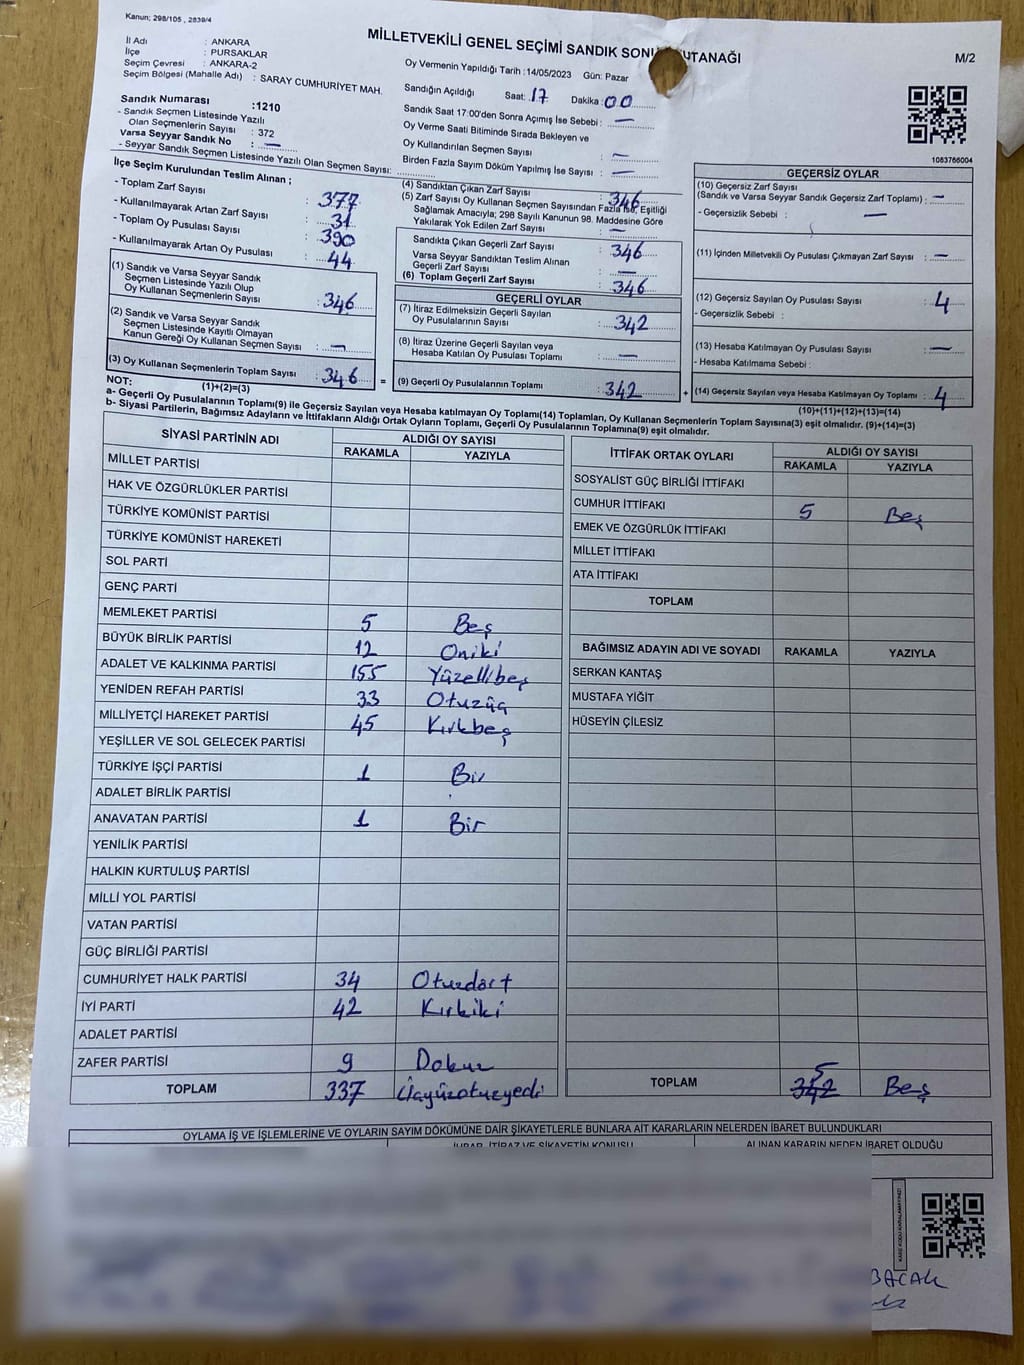 Kanun; 298/105 , 2839/4
MİLLETVEKİLİ GENEL SEÇİMİ SANDIK SONU UTANAĞI
M/2
İl Adı : ANKARA
İlçe : PURSAKLAR
Seçim Çevresi : ANKARA-2
Seçim Bölgesi (Mahalle Adı) : SARAY CUMHURİYET MAH.
Sandık Numarası :1210
- Sandık Seçmen Listesinde Yazılı
Olan Seçmenlerin Sayısı : 372
Varsa Seyyar Sandık No : —
- Seyyar Sandık Seçmen Listesinde Yazılı Olan Seçmen Sayısı:
Oy Vermenin Yapıldığı Tarih :14/05/2023 Gün: Pazar
Sandığın Açıldığı Saat: 17 Dakika : 00
Sandık Saat 17:00'den Sonra Açımış İse Sebebi : —
Oy Verme Saati Bitiminde Sırada Bekleyen ve
Oy Kullandırılan Seçmen Sayısı : —
Birden Fazla Sayım Döküm Yapılmış İse Sayısı : —
1083766004
İlçe Seçim Kurulundan Teslim Alınan ;
- Toplam Zarf Sayısı : 377
- Kullanılmayarak Artan Zarf Sayısı : 31
- Toplam Oy Pusulası Sayısı : 390
- Kullanılmayarak Artan Oy Pusulası : 44
(1) Sandık ve Varsa Seyyar Sandık
Seçmen Listesinde Yazılı Olup
Oy Kullanan Seçmenlerin Sayısı : 346
(2) Sandık ve Varsa Seyyar Sandık
Seçmen Listesinde Kayıtlı Olmayan
Kanun Gereği Oy Kullanan Seçmen Sayısı : —
(3) Oy Kullanan Seçmenlerin Toplam Sayısı : 346 =
(1)+(2)=(3)
(4) Sandıktan Çıkan Zarf Sayısı : 346
(5) Zarf Sayısı Oy Kullanan Seçmen Sayısından Fazla İse, Eşitliği
Sağlamak Amacıyla; 298 Sayılı Kanunun 98. Maddesine Göre
Yakılarak Yok Edilen Zarf Sayısı : —
Sandıkta Çıkan Geçerli Zarf Sayısı : 346
Varsa Seyyar Sandıktan Teslim Alınan
Geçerli Zarf Sayısı : —
(6) Toplam Geçerli Zarf Sayısı : 346
GEÇERLİ OYLAR
(7) İtiraz Edilmeksizin Geçerli Sayılan
Oy Pusulalarının Sayısı : 342
(8) İtiraz Üzerine Geçerli Sayılan veya
Hesaba Katılan Oy Pusulası Toplamı : —
(9) Geçerli Oy Pusulalarının Toplamı : 342 +
GEÇERSİZ OYLAR
(10) Geçersiz Zarf Sayısı
(Sandık ve Varsa Seyyar Sandık Geçersiz Zarf Toplamı) : —
- Geçersizlik Sebebi : —
(11) İçinden Milletvekili Oy Pusulası Çıkmayan Zarf Sayısı : —
(12) Geçersiz Sayılan Oy Pusulası Sayısı : 4
- Geçersizlik Sebebi :
(13) Hesaba Katılmayan Oy Pusulası Sayısı : —
- Hesaba Katılmama Sebebi :
(14) Geçersiz Sayılan veya Hesaba Katılmayan Oy Toplamı : 4
(10)+(11)+(12)+(13)=(14)
NOT:
a- Geçerli Oy Pusulalarının Toplamı(9) ile Geçersiz Sayılan veya Hesaba katılmayan Oy Toplamı(14) Toplamları, Oy Kullanan Seçmenlerin Toplam Sayısına(3) eşit olmalıdır. (9)+(14)=(3)
b- Siyasi Partilerin, Bağımsız Adayların ve İttifakların Aldığı Ortak Oyların Toplamı, Geçerli Oy Pusulalarının Toplamına(9) eşit olmalıdır.
SİYASİ PARTİNİN ADI ALDIĞI OY SAYISI
RAKAMLA YAZIYLA
MİLLET PARTİSİ
HAK VE ÖZGÜRLÜKLER PARTİSİ
TÜRKİYE KOMÜNİST PARTİSİ
TÜRKİYE KOMÜNİST HAREKETİ
SOL PARTİ
GENÇ PARTİ
MEMLEKET PARTİSİ 5 Beş
BÜYÜK BİRLİK PARTİSİ 12 Oniki
ADALET VE KALKINMA PARTİSİ 155 Yüzellibeş
YENİDEN REFAH PARTİSİ 33 Otuzüç
MİLLİYETÇİ HAREKET PARTİSİ 45 Kırkbeş
YEŞİLLER VE SOL GELECEK PARTİSİ
TÜRKİYE İŞÇİ PARTİSİ 1 Bir
ADALET BİRLİK PARTİSİ
ANAVATAN PARTİSİ 1 Bir
YENİLİK PARTİSİ
HALKIN KURTULUŞ PARTİSİ
MİLLİ YOL PARTİSİ
VATAN PARTİSİ
GÜÇ BİRLİĞİ PARTİSİ
CUMHURİYET HALK PARTİSİ 34 Otuzdört
İYİ PARTİ 42 Kırkiki
ADALET PARTİSİ
ZAFER PARTİSİ 9 Dokuz
TOPLAM 337 Üçyüzotuzyedi
İTTİFAK ORTAK OYLARI ALDIĞI OY SAYISI
RAKAMLA YAZIYLA
SOSYALİST GÜÇ BİRLİĞİ İTTİFAKI
CUMHUR İTTİFAKI 5 Beş
EMEK VE ÖZGÜRLÜK İTTİFAKI
MİLLET İTTİFAKI
ATA İTTİFAKI
TOPLAM
BAĞIMSIZ ADAYIN ADI VE SOYADI RAKAMLA YAZIYLA
SERKAN KANTAŞ
MUSTAFA YİĞİT
HÜSEYİN ÇİLESİZ
TOPLAM 342 5 Beş
OYLAMA İŞ VE İŞLEMLERİNE VE OYLARIN SAYIM DÖKÜMÜNE DAİR ŞİKAYETLERLE BUNLARA AİT KARARLARIN NELERDEN İBARET BULUNDUKLARI
İHBAR, İTİRAZ VE ŞİKAYETİN KONUSU ALINAN KARARIN NEDEN İBARET OLDUĞU